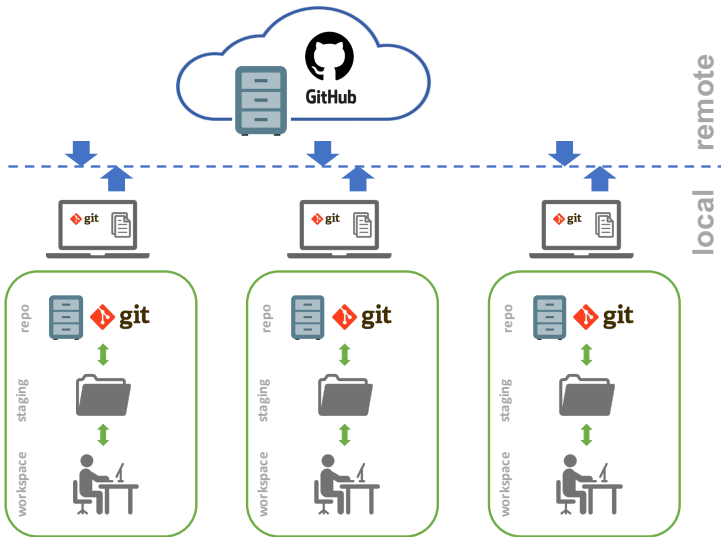 GitHub
remote
local
git
git
git
repo
git
staging
workspace
repo
git
staging
workspace
repo
git
staging
workspace